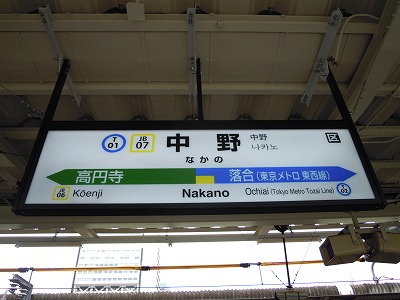 T 01 JB 07 中野 中野 区
なかの 나카노
高円寺 落合(東京メトロ 東西線)
JB 06 Kōenji Nakano Ochiai (Tokyo Metro Tozai Line) T 02